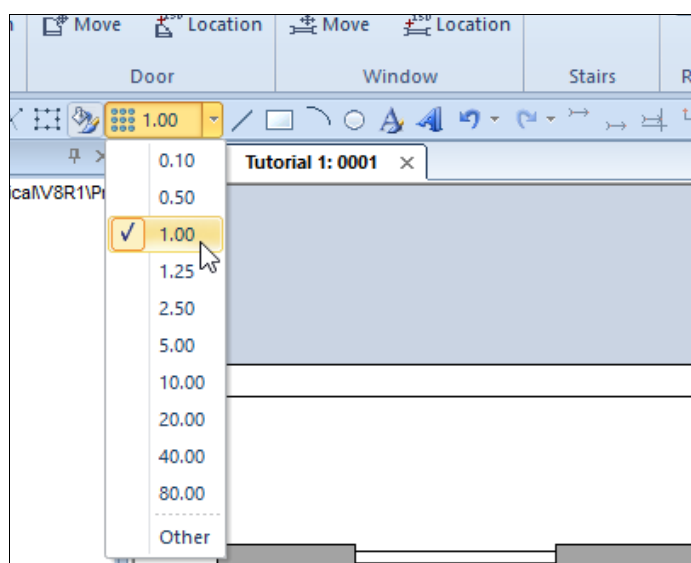 Move Location Move Location
Door Window Stairs
1.00
Tutorial 1: 0001
ical\V8R1\Pr
0.10
0.50
1.00
1.25
2.50
5.00
10.00
20.00
40.00
80.00
Other